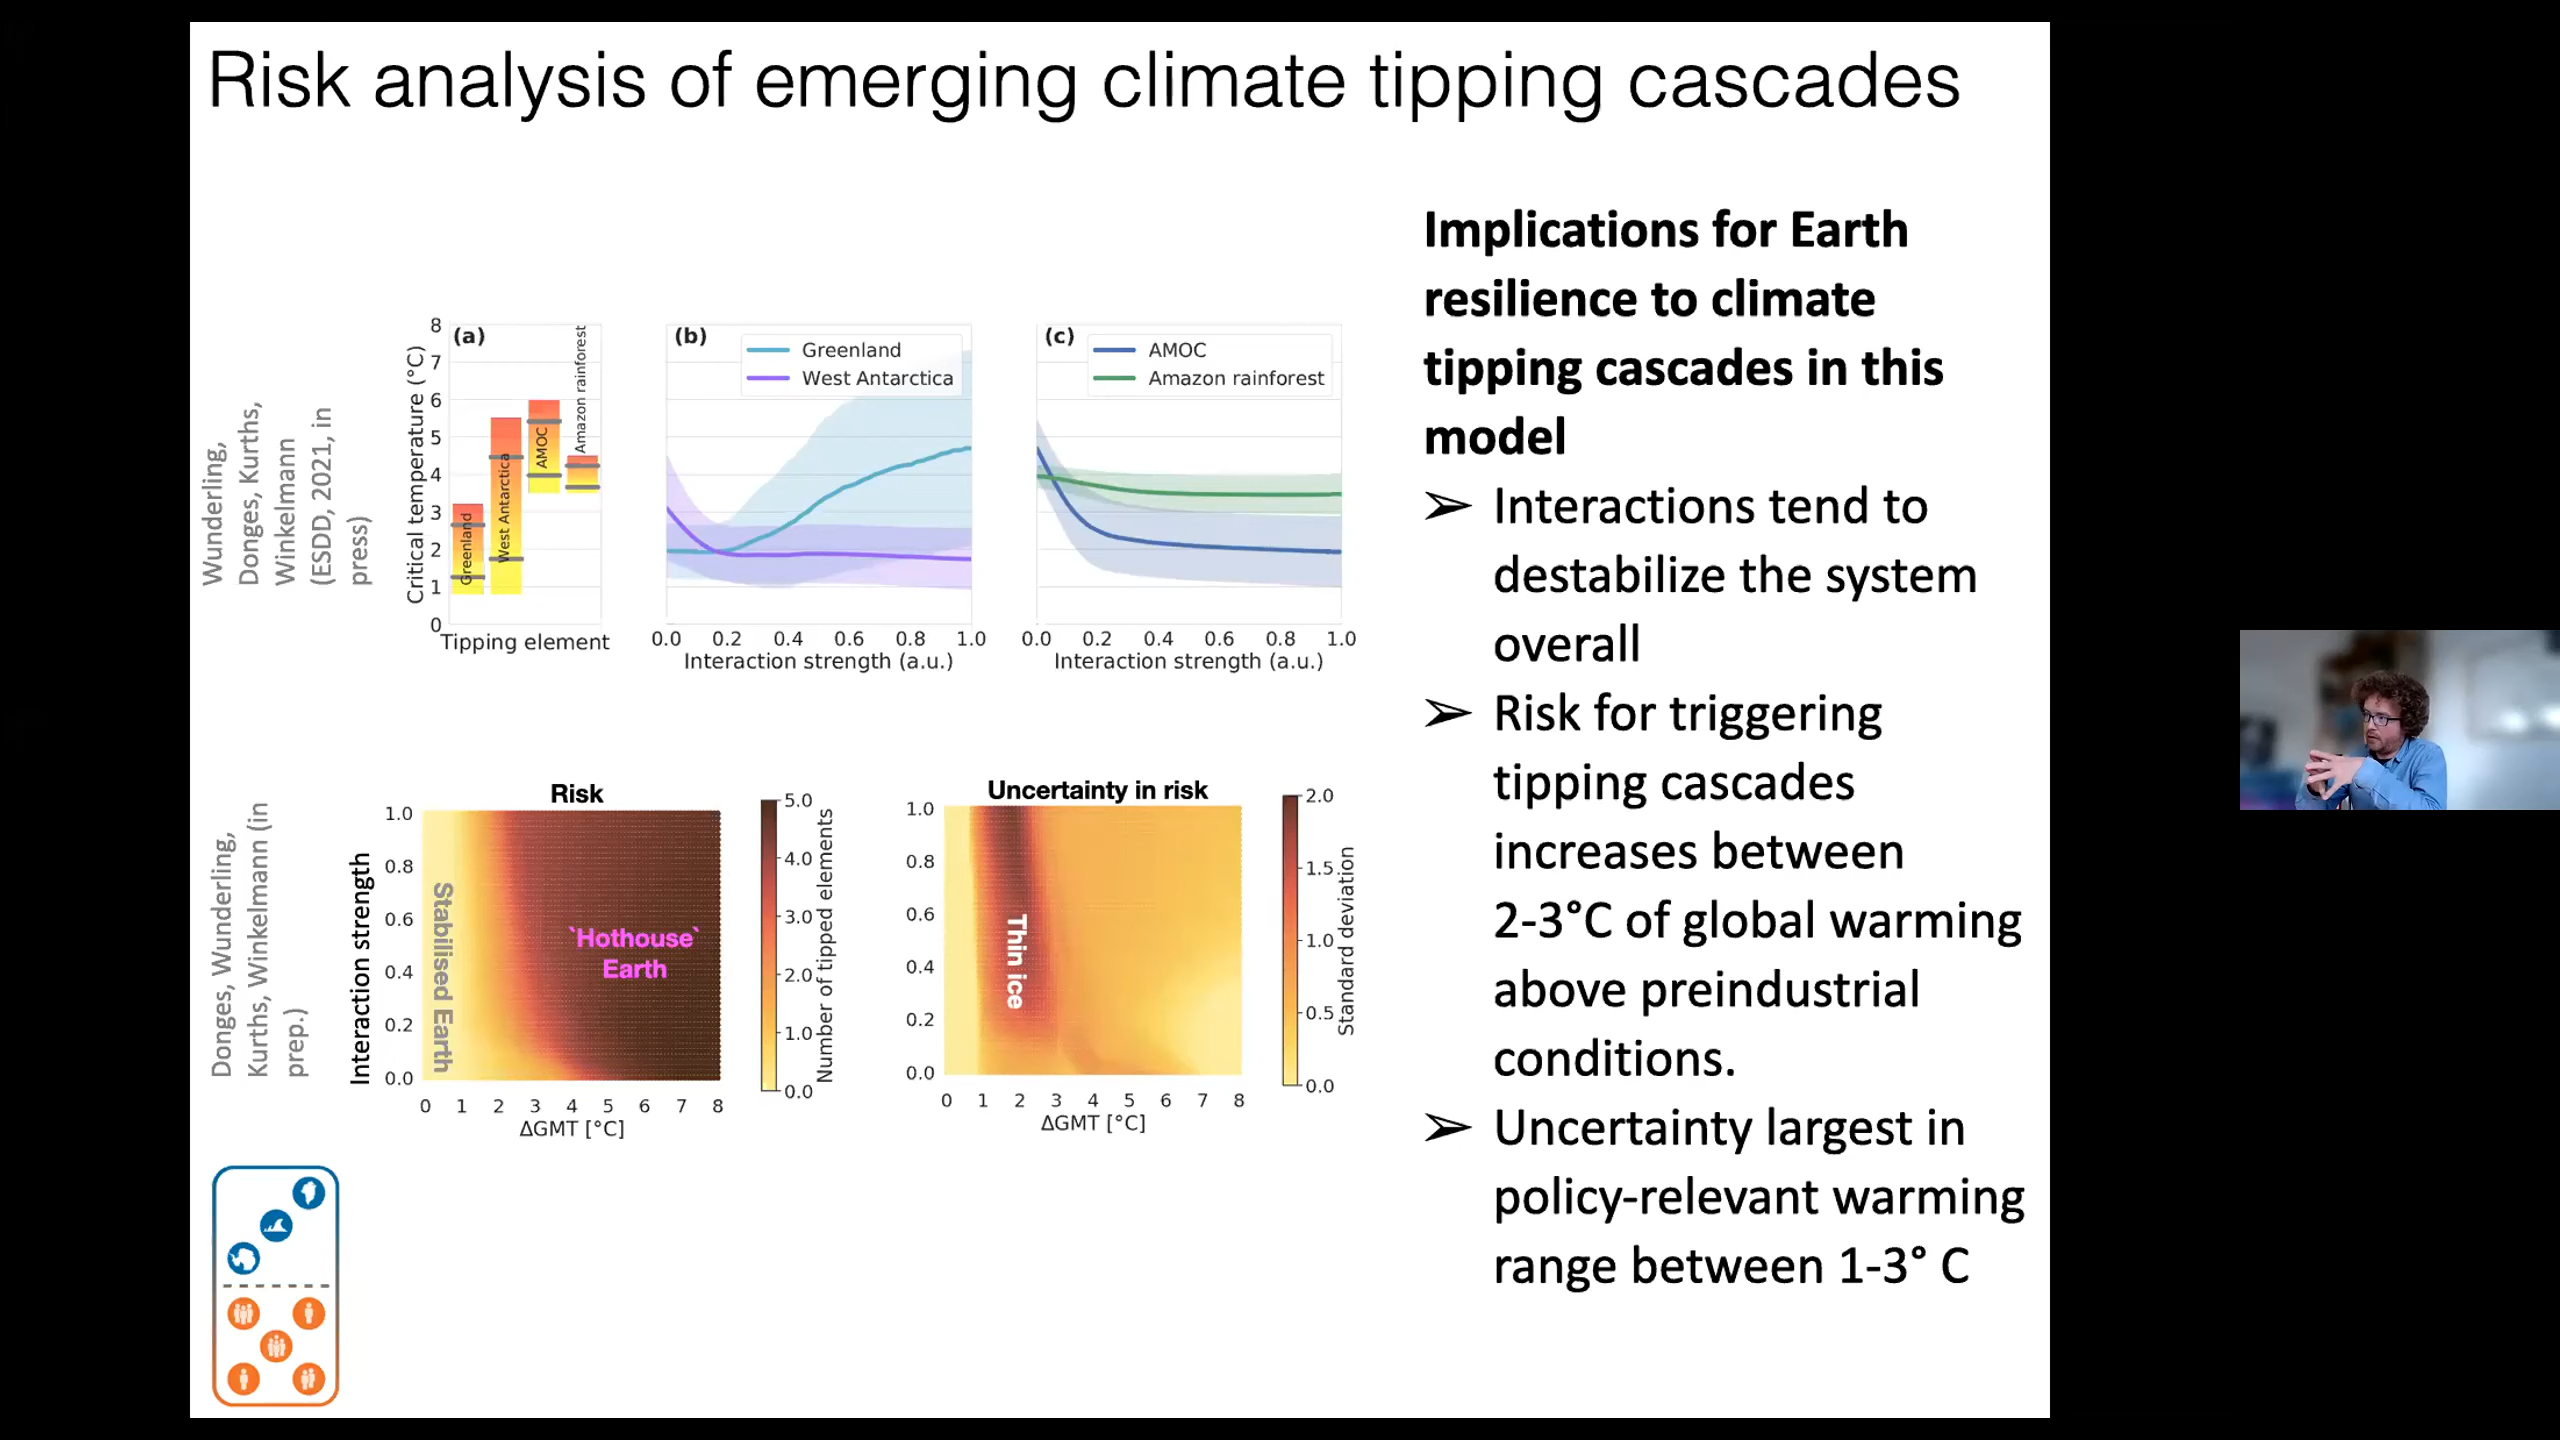 Risk analysis of emerging climate tipping cascades
Wunderling,
Donges, Kurths,
Winkelmann
(ESDD, 2021, in
press)
Critical temperature (°C)
8
7
6
5
4
3
2
1
0
(a)
Greenland
West Antarctica
AMOC
Amazon rainforest
Tipping element
(b)
Greenland
West Antarctica
0.0 0.2 0.4 0.6 0.8 1.0
Interaction strength (a.u.)
(c)
AMOC
Amazon rainforest
0.0 0.2 0.4 0.6 0.8 1.0
Interaction strength (a.u.)
Donges, Wunderling,
Kurths, Winkelmann (in
prep.)
Risk
Interaction strength
1.0
0.8
0.6
0.4
0.2
0.0
Stabilised Earth
`Hothouse`
Earth
0 1 2 3 4 5 6 7 8
ΔGMT [°C]
5.0
4.0
3.0
2.0
1.0
0.0
Number of tipped elements
Uncertainty in risk
1.0
0.8
0.6
0.4
0.2
0.0
Thin ice
0 1 2 3 4 5 6 7 8
ΔGMT [°C]
2.0
1.5
1.0
0.5
0.0
Standard deviation
Implications for Earth
resilience to climate
tipping cascades in this
model
➢ Interactions tend to
destabilize the system
overall
➢ Risk for triggering
tipping cascades
increases between
2-3°C of global warming
above preindustrial
conditions.
➢ Uncertainty largest in
policy-relevant warming
range between 1-3° C